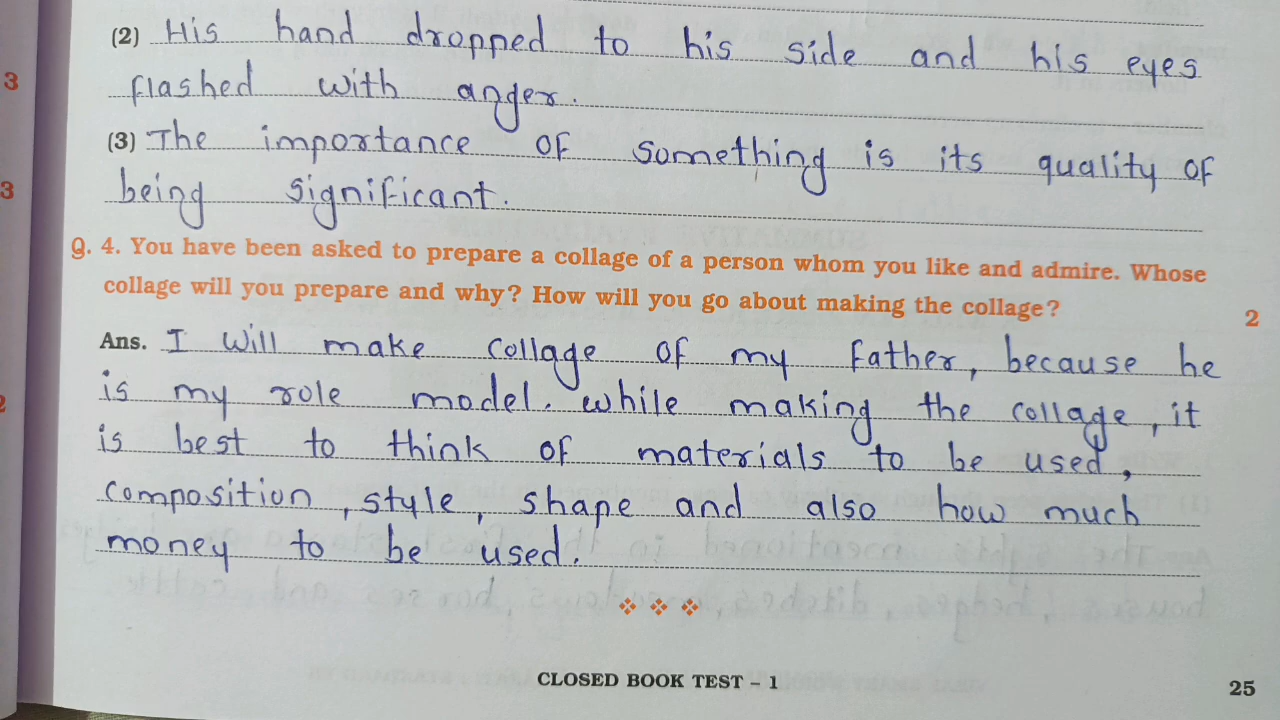 (2) His hand dropped to his side and his eyes
3
flashed with anger.
(3) The importance of something is its quality of
3
being significant.
Q. 4. You have been asked to prepare a collage of a person whom you like and admire. Whose
collage will you prepare and why? How will you go about making the collage?
2
Ans. I will make collage of my father, because he
is my role model. while making the collage, it
2
is best to think of materials to be used,
composition, style, shape and also how much
money to be used.
CLOSED BOOK TEST – 1
25